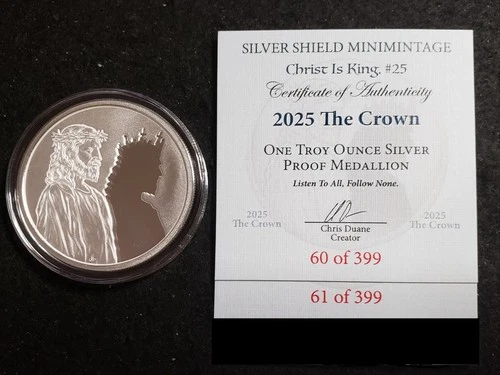 SILVER SHIELD MINIMINTAGE
Christ Is King. #25
Certificate of Authenticity
2025 The Crown
ONE TROY OUNCE SILVER
PROOF MEDALLION
Listen To All, Follow None.
2025
The Crown
Chris Duane
Creator
2025
The Crown
60 of 399
61 of 399